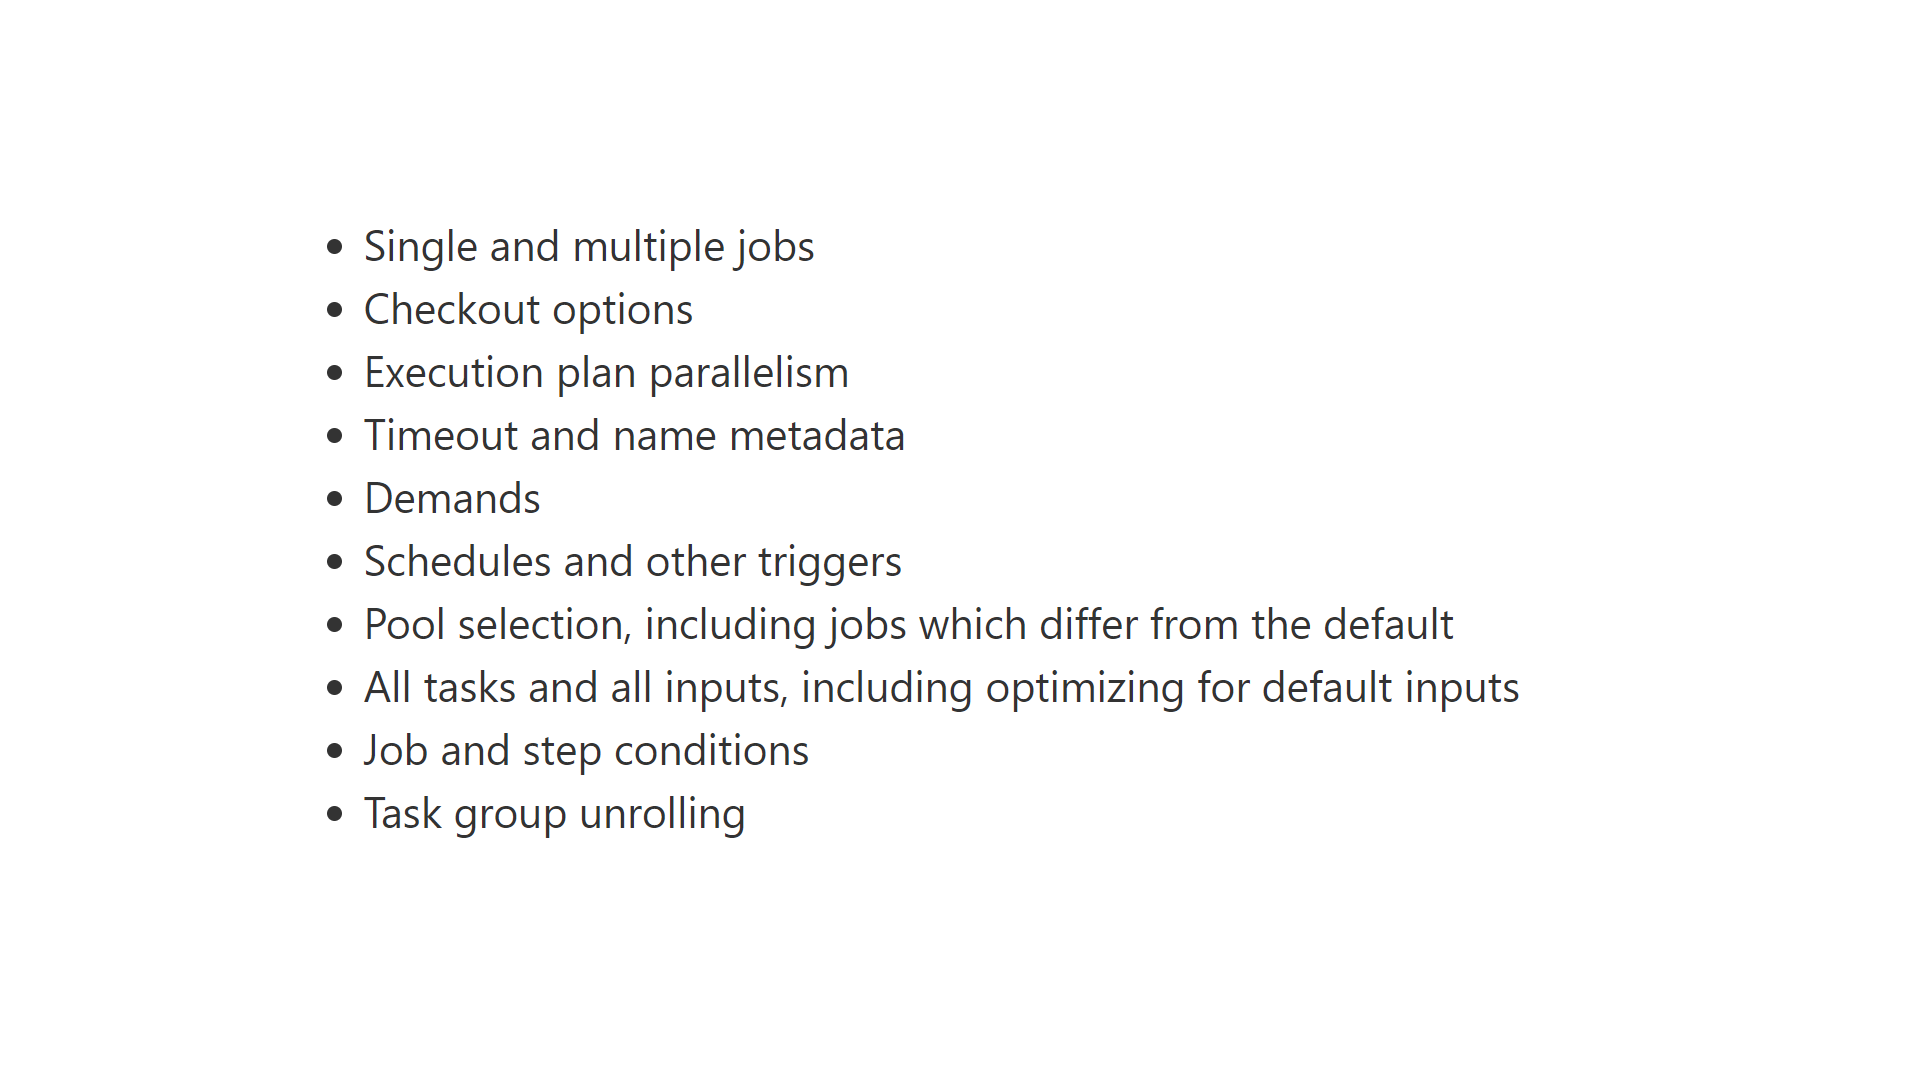 • Single and multiple jobs
• Checkout options
• Execution plan parallelism
• Timeout and name metadata
• Demands
• Schedules and other triggers
• Pool selection, including jobs which differ from the default
• All tasks and all inputs, including optimizing for default inputs
• Job and step conditions
• Task group unrolling